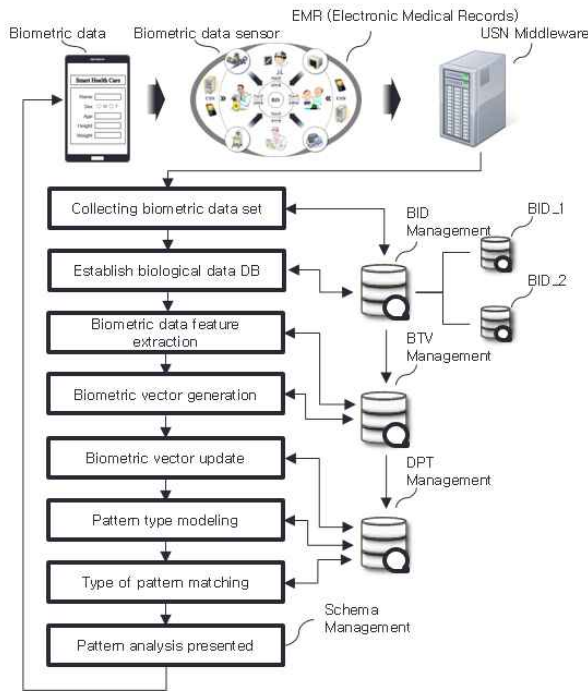 Biometric data
Biometric data sensor
EMR (Electronic Medical Records)
USN Middleware
Smart Health Care
Name
Sex
Age
Height
Weight
Collecting biometric data set
BID
Management
BID_1
Establish biological data DB
BID_2
Biometric data feature
extraction
BTV
Management
Biometric vector generation
Biometric vector update
DPT
Management
Pattern type modeling
Type of pattern matching
Schema
Management
Pattern analysis presented